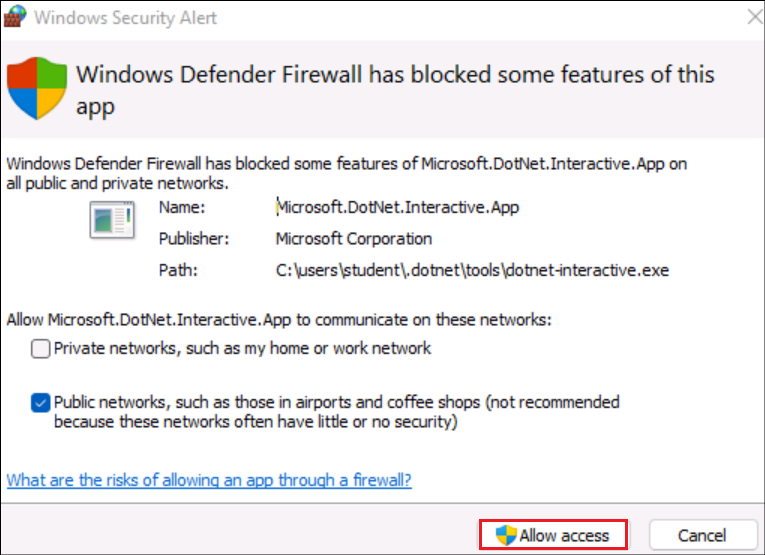 Windows Security Alert
Windows Defender Firewall has blocked some features of this
app
Windows Defender Firewall has blocked some features of Microsoft.DotNet.Interactive.App on
all public and private networks.
Name: Microsoft.DotNet.Interactive.App
Publisher: Microsoft Corporation
Path: C:\users\student\.dotnet\tools\dotnet-interactive.exe
Allow Microsoft.DotNet.Interactive.App to communicate on these networks:
Private networks, such as my home or work network
Public networks, such as those in airports and coffee shops (not recommended
because these networks often have little or no security)
What are the risks of allowing an app through a firewall?
Allow access Cancel